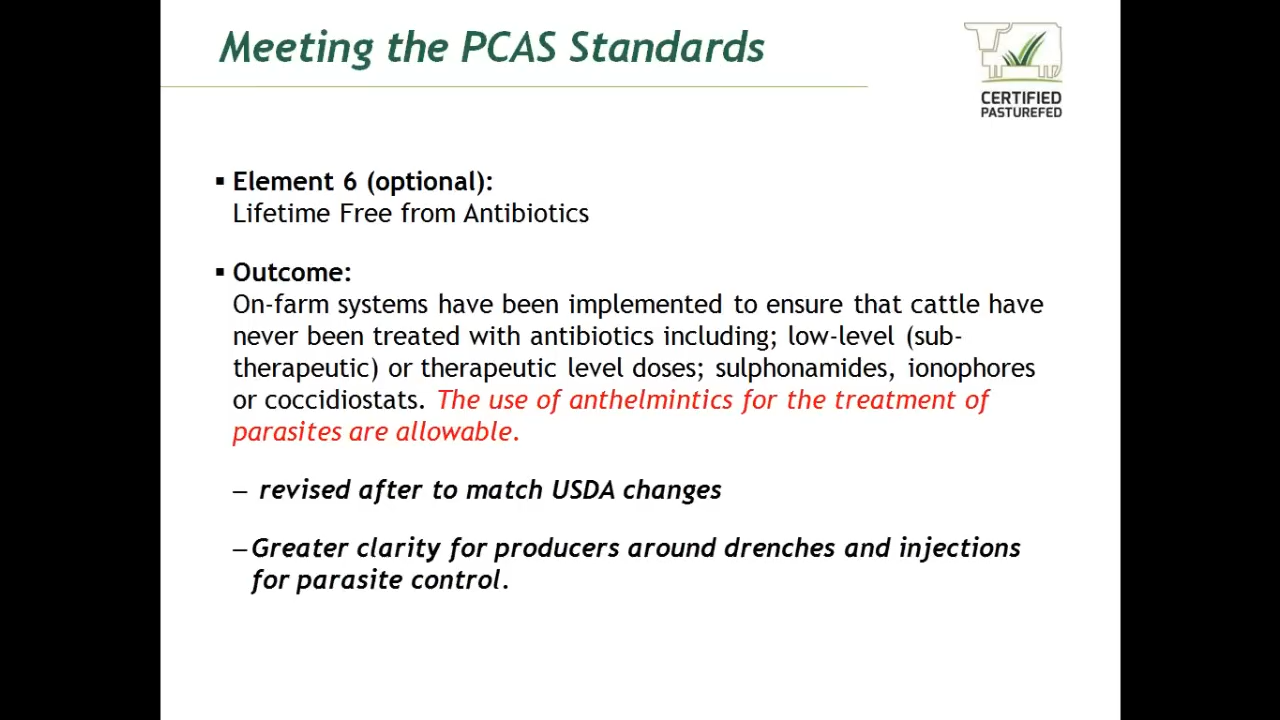 Meeting the PCAS Standards
CERTIFIED
PASTUREFED
▪ Element 6 (optional):
Lifetime Free from Antibiotics
▪ Outcome:
On-farm systems have been implemented to ensure that cattle have
never been treated with antibiotics including; low-level (sub-
therapeutic) or therapeutic level doses; sulphonamides, ionophores
or coccidiostats. The use of anthelmintics for the treatment of
parasites are allowable.
– revised after to match USDA changes
– Greater clarity for producers around drenches and injections
for parasite control.